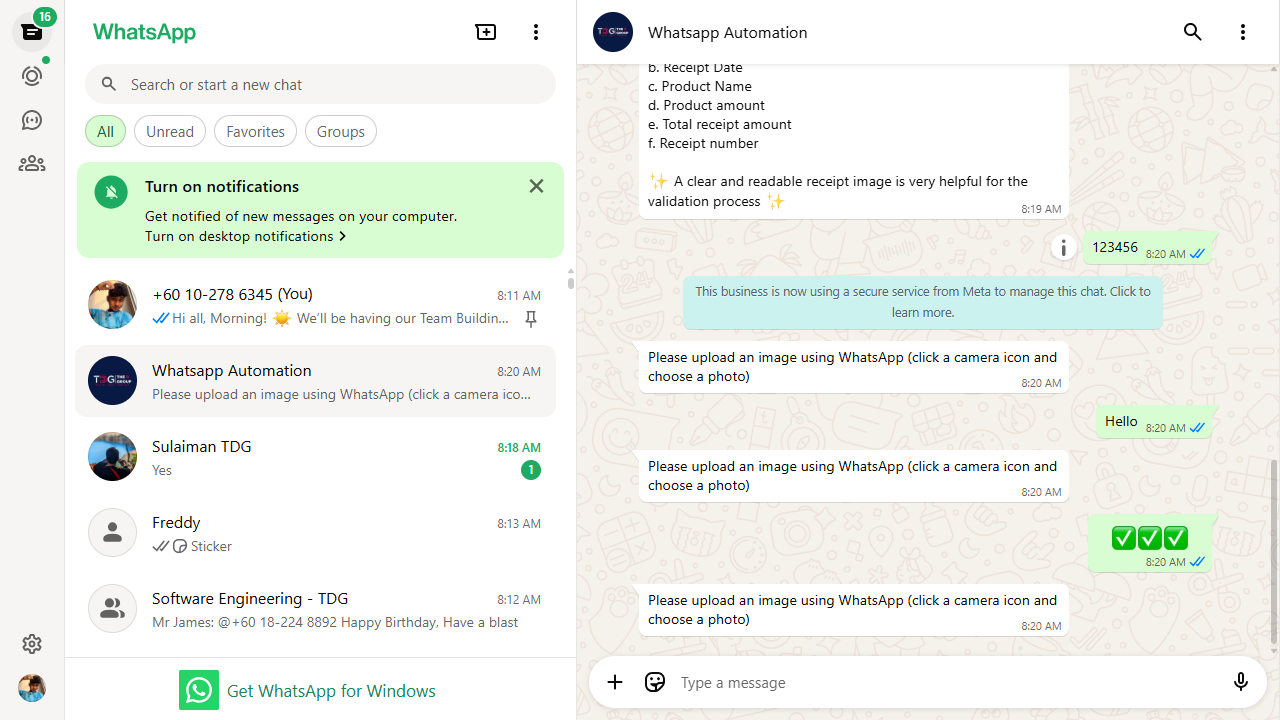 16
WhatsApp
Search or start a new chat
All
Unread
Favorites
Groups
Turn on notifications
Get notified of new messages on your computer.
Turn on desktop notifications
+60 10-278 6345 (You)
8:11 AM
Hi all, Morning! ☀️ We'll be having our Team Buildin...
Whatsapp Automation
8:20 AM
Please upload an image using WhatsApp (click a camera ico...
Sulaiman TDG
8:18 AM
Yes
1
Freddy
8:13 AM
Sticker
Software Engineering - TDG
8:12 AM
Mr James: @+60 18-224 8892 Happy Birthday, Have a blast
Get WhatsApp for Windows
Whatsapp Automation
b. Receipt Date
c. Product Name
d. Product amount
e. Total receipt amount
f. Receipt number
✨ A clear and readable receipt image is very helpful for the
validation process ✨
8:19 AM
123456
8:20 AM
This business is now using a secure service from Meta to manage this chat. Click to
learn more.
Please upload an image using WhatsApp (click a camera icon and
choose a photo)
8:20 AM
Hello
8:20 AM
Please upload an image using WhatsApp (click a camera icon and
choose a photo)
8:20 AM
✅✅✅
8:20 AM
Please upload an image using WhatsApp (click a camera icon and
choose a photo)
8:20 AM
Type a message